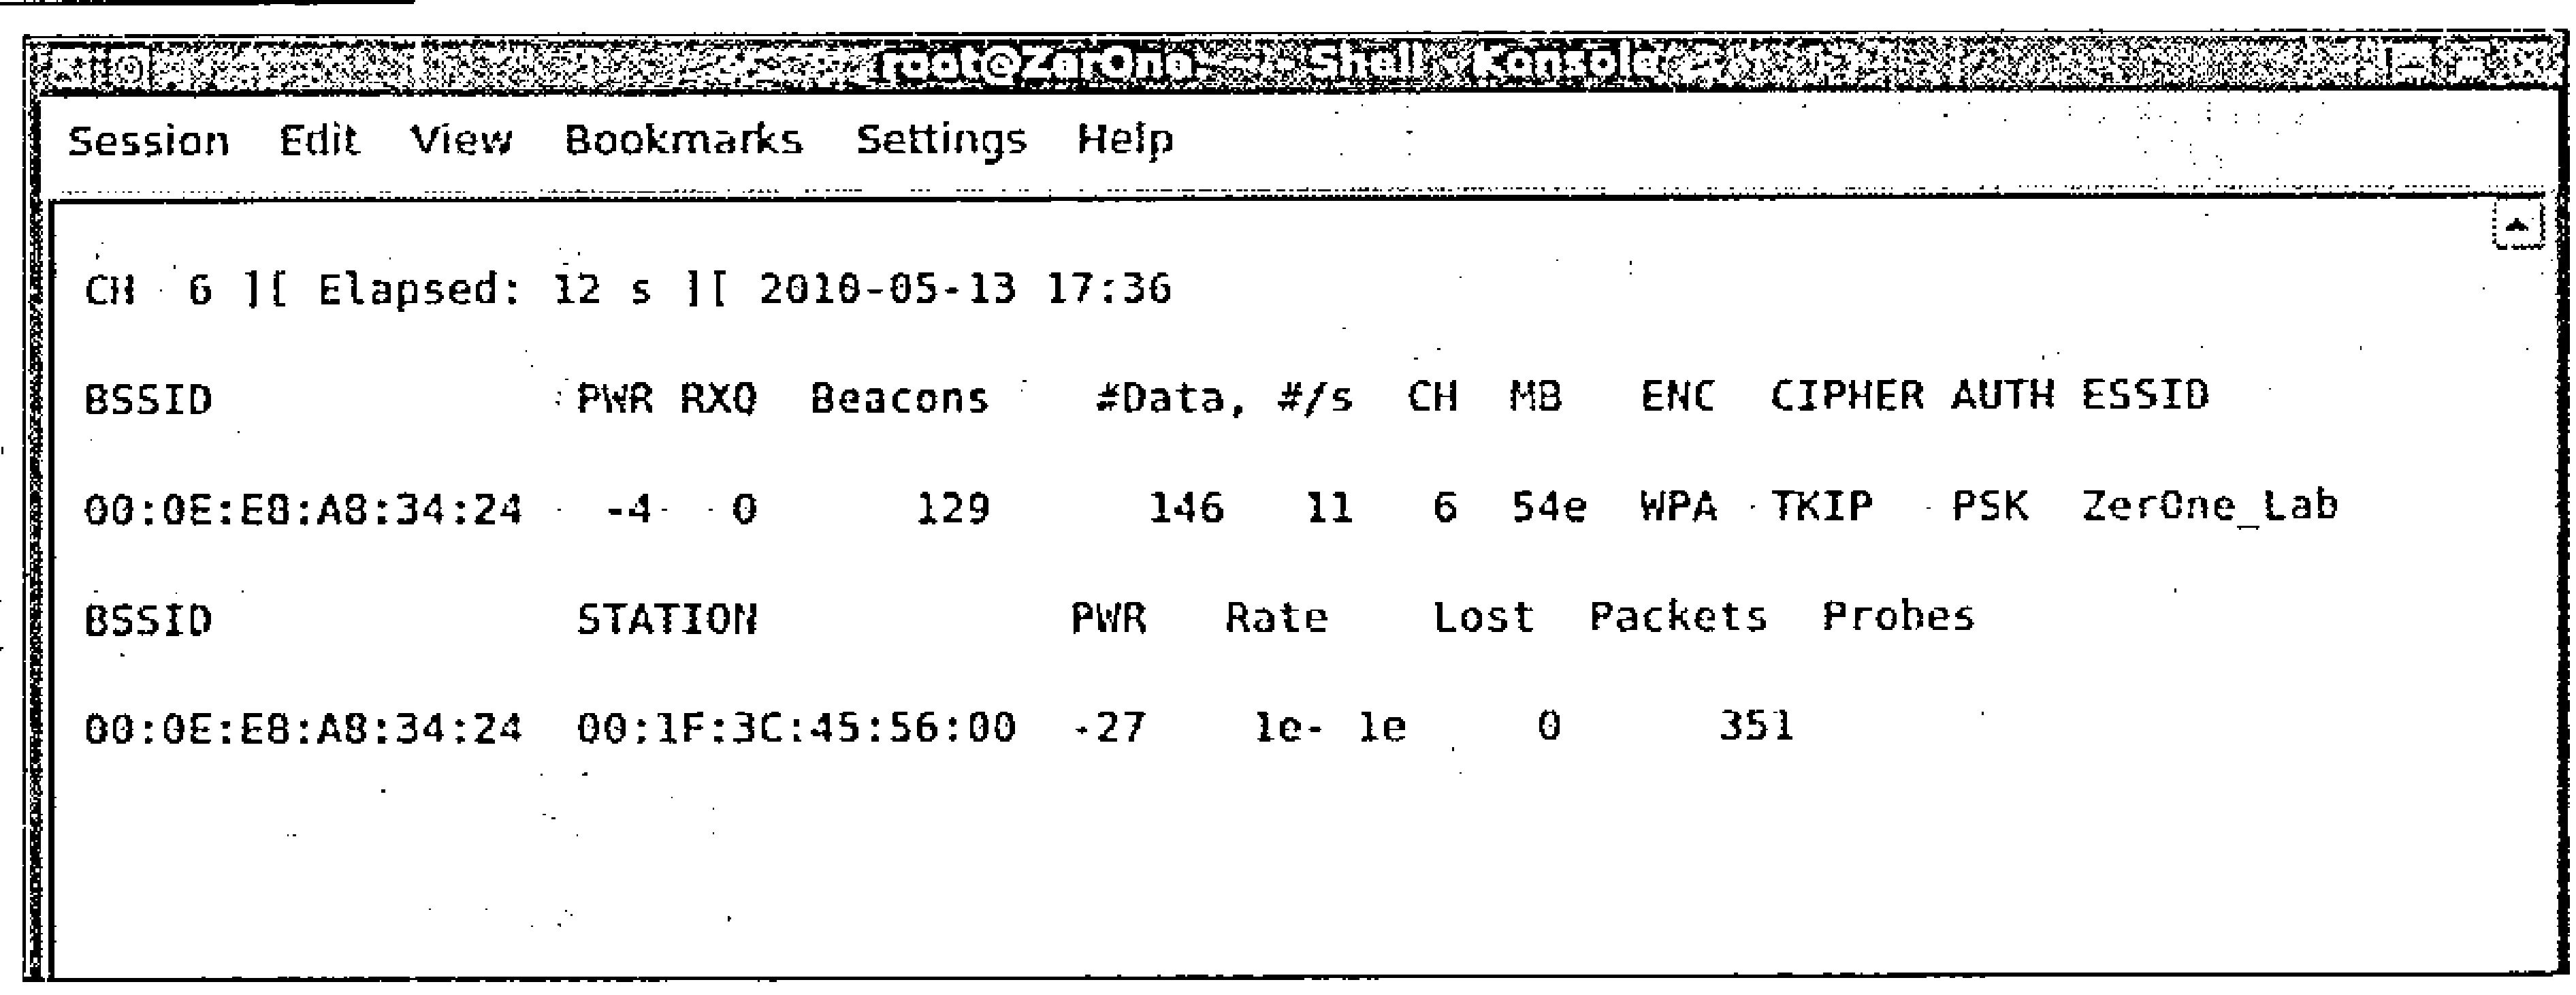 root@ZerOne: ~ - Shell - Konsole
Session Edit View Bookmarks Settings Help
CH 6 ][ Elapsed: 12 s ][ 2010-05-13 17:36
BSSID PWR RXQ Beacons #Data, #/s CH MB ENC CIPHER AUTH ESSID
00:0E:E8:A8:34:24 -4 0 129 146 11 6 54e WPA TKIP PSK ZerOne_Lab
BSSID STATION PWR Rate Lost Packets Probes
00:0E:E8:A8:34:24 00:1F:3C:45:56:00 -27 1e- 1e 0 351